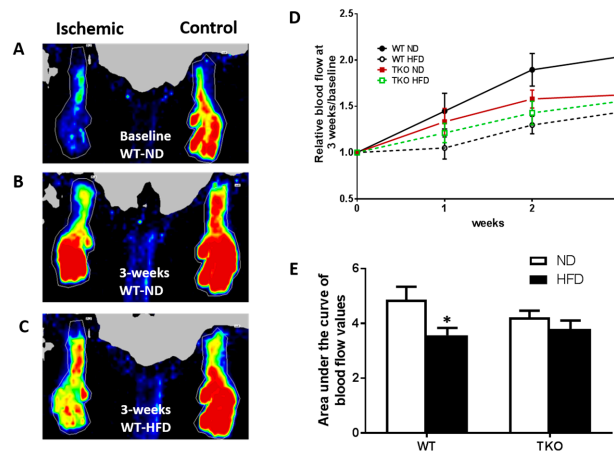 Ischemic
Control
A
Baseline
WT-ND
B
3-weeks
WT-ND
C
3-weeks
WT-HFD
D
Relative blood flow at
3 weeks/baseline
2.5
2.0
1.5
1.0
0.5
WT ND
WT HFD
TKO ND
TKO HFD
0
1
2
weeks
E
Area under the curve of
blood flow values
6
4
2
0
ND
HFD
*
WT
TKO